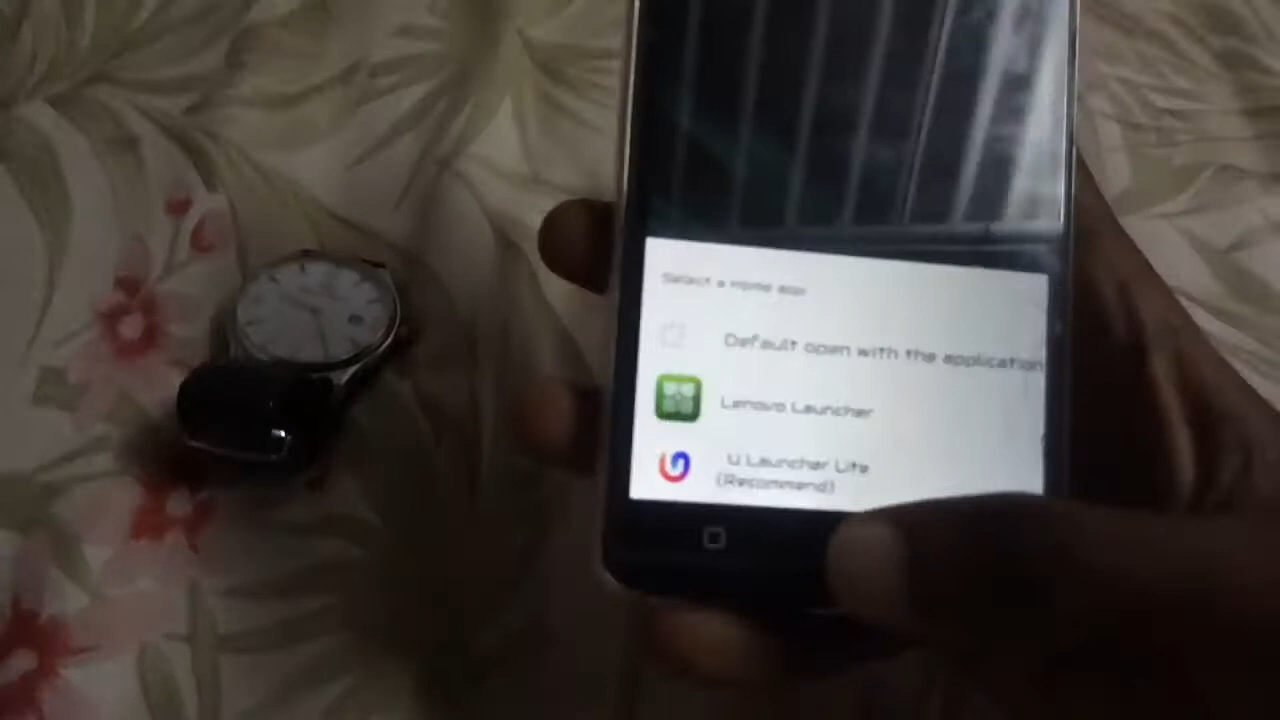 Select a Home app
Default open with the application
Lenovo Launcher
U Launcher Lite
(Recommend)